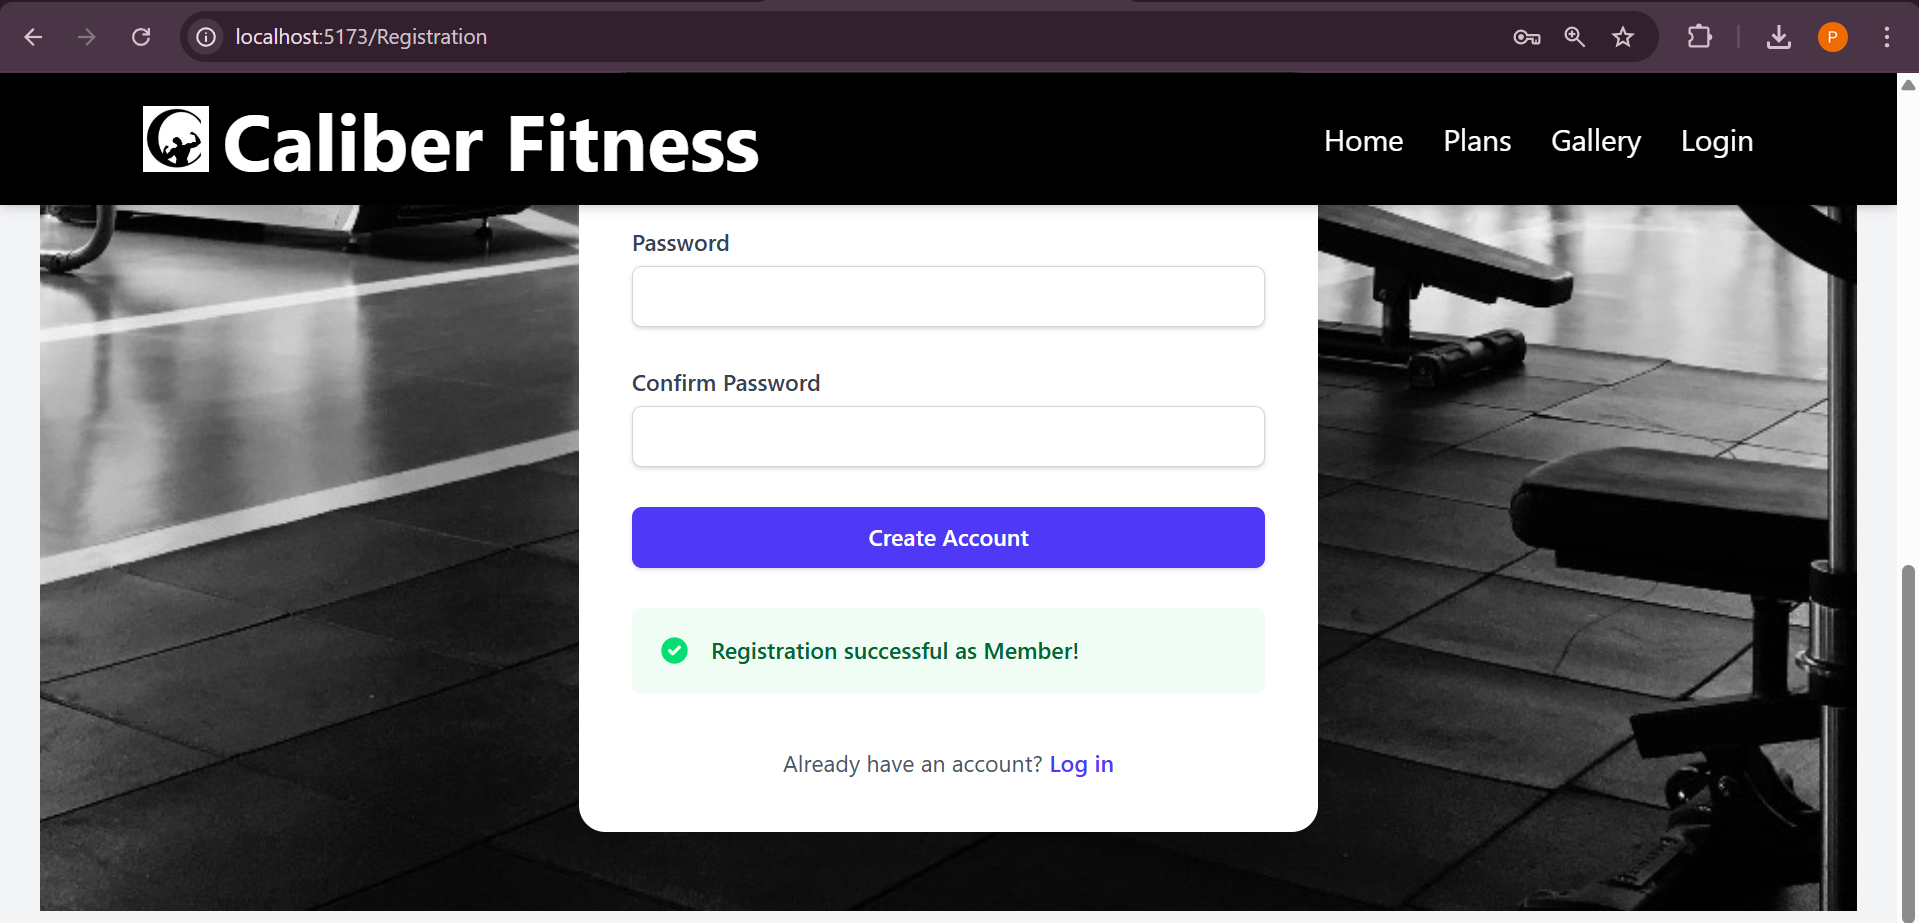 localhost:5173/Registration
P
Caliber Fitness
Home Plans Gallery Login
Password
Confirm Password
Create Account
Registration successful as Member!
Already have an account? Log in